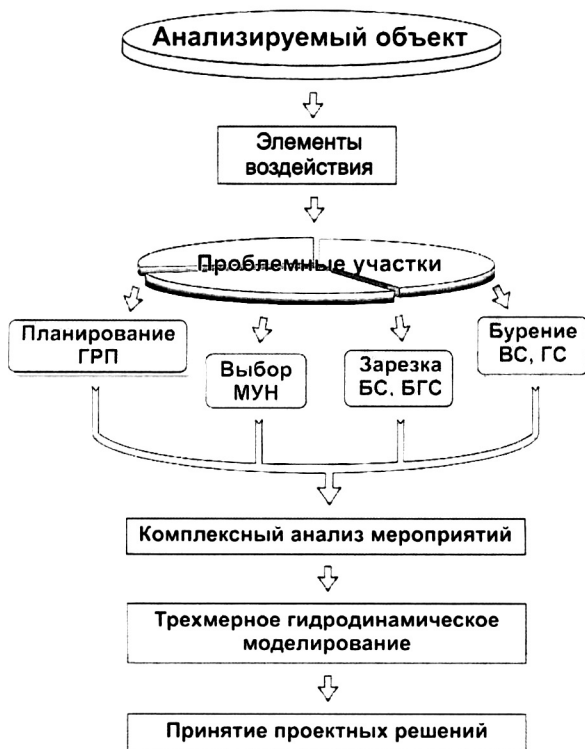 Анализируемый объект
Элементы
воздействия
Проблемные участки
Планирование
ГРП
Выбор
МУН
Зарезка
БС, БГС
Бурение
ВС, ГС
Комплексный анализ мероприятий
Трехмерное гидродинамическое
моделирование
Принятие проектных решений